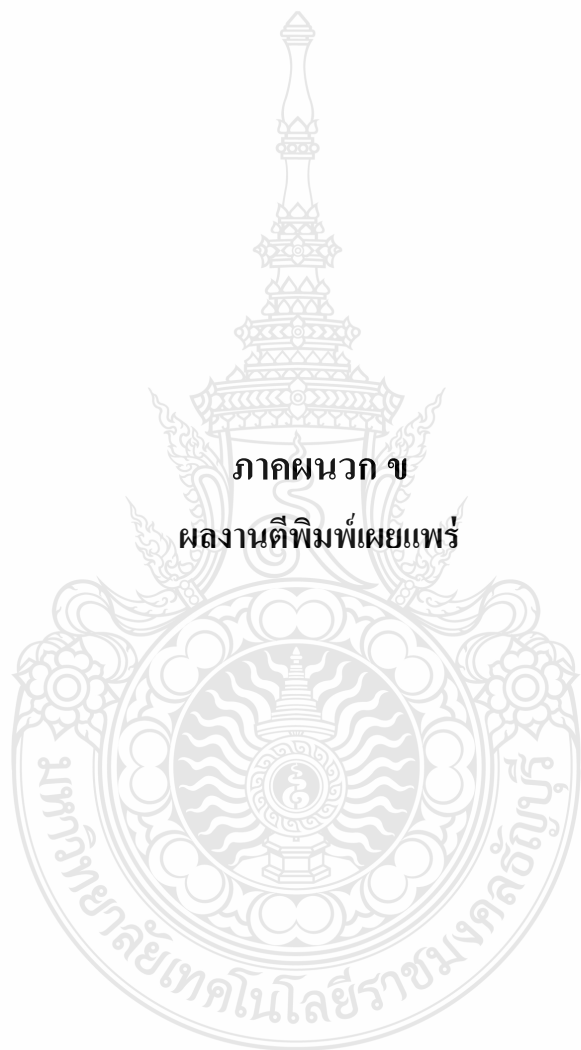 ภาคผนวก ข
ผลงานตีพิมพ์เผยแพร่
มหาวิทยาลัยเทคโนโลยีราชมงคลธัญบุรี